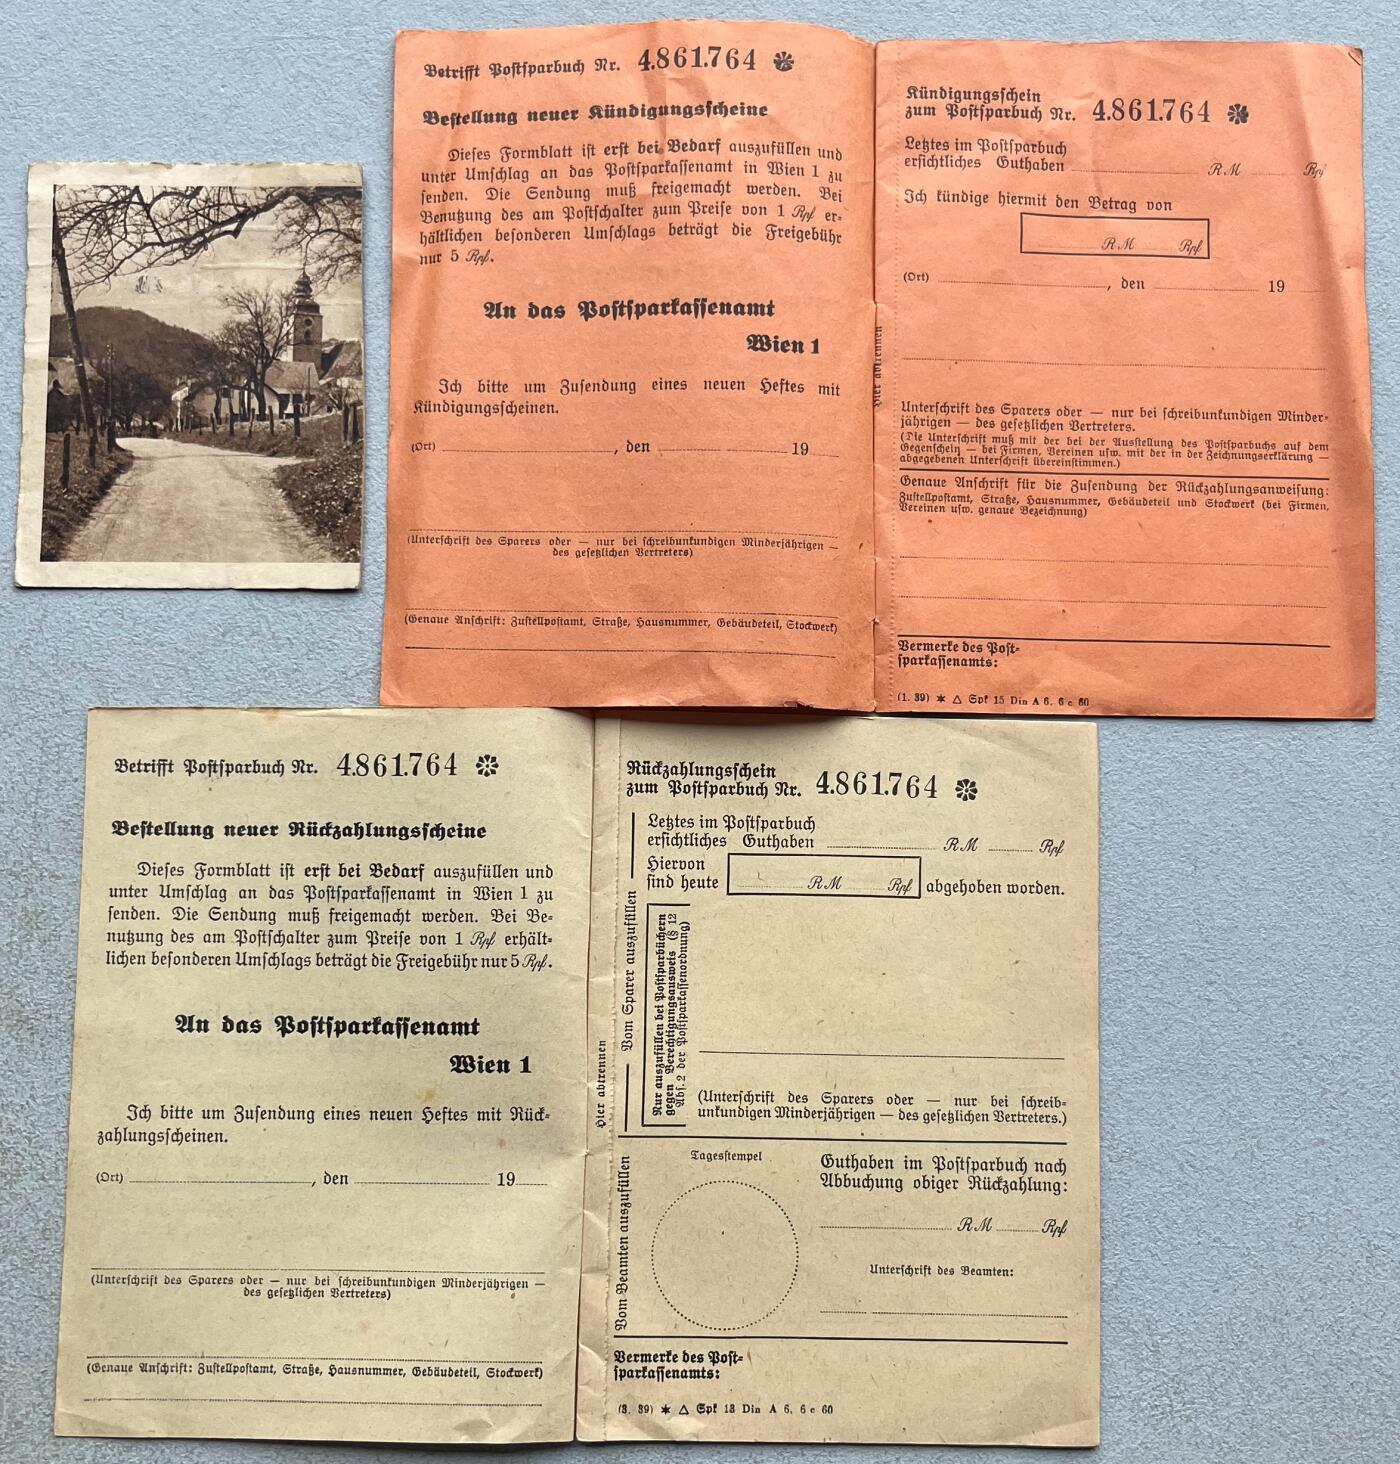 Betrifft Postsparbuch Nr. 4.861.764
Bestellung neuer Kündigungsscheine
Dieses Formblatt ist erst bei Bedarf auszufüllen und
unter Umschlag an das Postsparkassenamt in Wien 1 zu
senden. Die Sendung muß freigemacht werden. Bei
Benutzung des am Postschalter zum Preise von 1 Rpf er-
hältlichen besonderen Umschlags beträgt die Freigebühr
nur 5 Rpf.
An das Postsparkassenamt
Wien 1
Ich bitte um Zusendung eines neuen Heftes mit
Kündigungsscheinen.
(Ort) , den 19
(Unterschrift des Sparers oder — nur bei schreibunkundigen Minderjährigen —
des gesetzlichen Vertreters)
(Genaue Anschrift: Zustellpostamt, Straße, Hausnummer, Gebäudeteil, Stockwerk)
Hier abtrennen
Kündigungsschein
zum Postsparbuch Nr. 4.861.764
Letztes im Postsparbuch
ersichtliches Guthaben RM Rpf
Ich kündige hiermit den Betrag von
RM Rpf
(Ort) , den 19
Unterschrift des Sparers oder — nur bei schreibunkundigen Minder-
jährigen — des gesetzlichen Vertreters.
(Die Unterschrift muß mit der bei der Ausstellung des Postsparbuchs auf dem
Gegenschein — bei Firmen, Vereinen usw. mit der in der Zeichnungserklärung —
abgegebenen Unterschrift übereinstimmen.)
Genaue Anschrift für die Zusendung der Rückzahlungsanweisung:
Zustellpostamt, Straße, Hausnummer, Gebäudeteil und Stockwerk (bei Firmen,
Vereinen usw. genaue Bezeichnung)
Vermerke des Post-
sparkassenamts:
(1. 39) ✶ △ Spk 15 Din A 6, 6 c 60
Betrifft Postsparbuch Nr. 4.861.764
Bestellung neuer Rückzahlungsscheine
Dieses Formblatt ist erst bei Bedarf auszufüllen und
unter Umschlag an das Postsparkassenamt in Wien 1 zu
senden. Die Sendung muß freigemacht werden. Bei Be-
nutzung des am Postschalter zum Preise von 1 Rpf erhält-
lichen besonderen Umschlags beträgt die Freigebühr nur 5 Rpf.
An das Postsparkassenamt
Wien 1
Ich bitte um Zusendung eines neuen Heftes mit Rück-
zahlungsscheinen.
(Ort) , den 19
(Unterschrift des Sparers oder — nur bei schreibunkundigen Minderjährigen —
des gesetzlichen Vertreters)
(Genaue Anschrift: Zustellpostamt, Straße, Hausnummer, Gebäudeteil, Stockwerk)
Hier abtrennen
Rückzahlungsschein
zum Postsparbuch Nr. 4.861.764
Vom Sparer auszufüllen
Letztes im Postsparbuch
ersichtliches Guthaben RM Rpf
Hiervon
sind heute RM Rpf abgehoben worden.
Nur auszufüllen bei Postsparbüchern
gegen Berechtigungsausweis (§ 12
Abs. 2 der Postsparkassenordnung)
(Unterschrift des Sparers oder — nur bei schreib-
unkundigen Minderjährigen — des gesetzlichen Vertreters.)
Vom Beamten auszufüllen
Tagesstempel
Guthaben im Postsparbuch nach
Abbuchung obiger Rückzahlung:
RM Rpf
Unterschrift des Beamten:
Vermerke des Post-
sparkassenamts:
(3. 39) ✶ △ Spk 13 Din A 6, 6 c 60